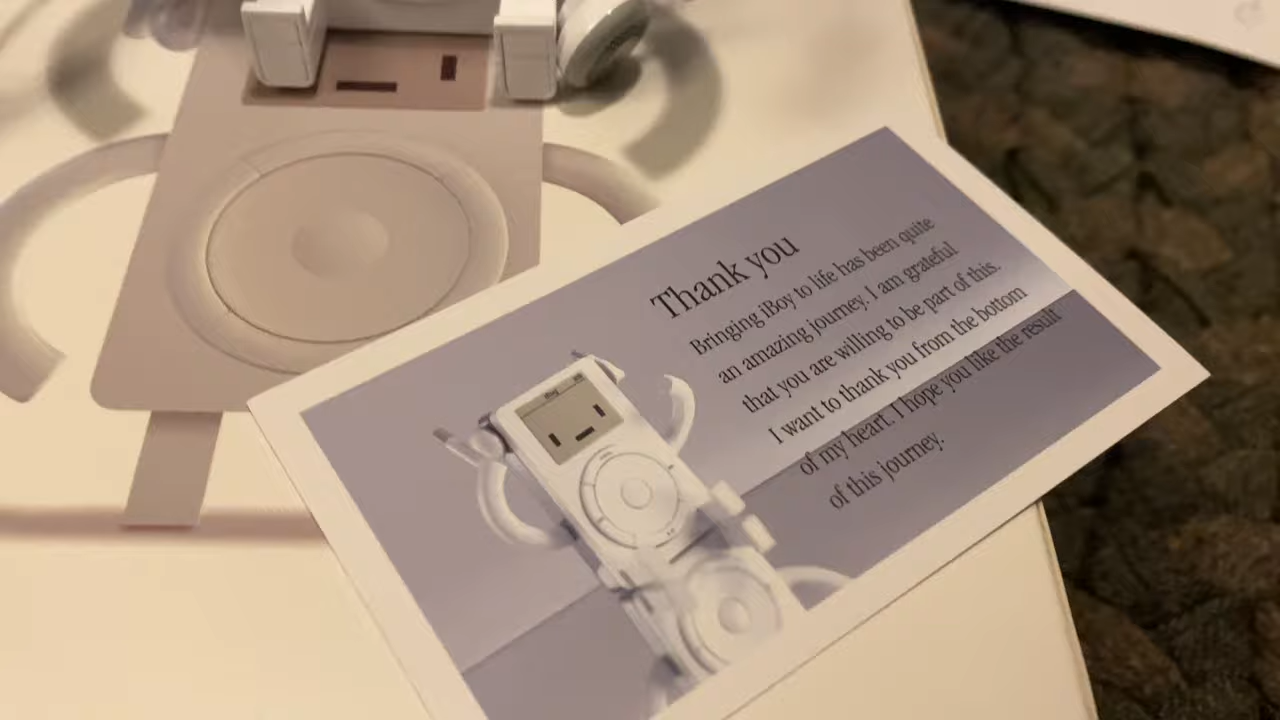 Thank you
Bringing iBoy to life has been quite
an amazing journey. I am grateful
that you are willing to be part of this.
I want to thank you from the bottom
of my heart. I hope you like the result
of this journey.
iBoy